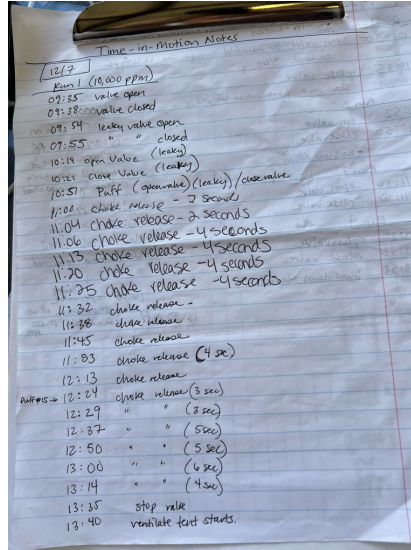 Time-in-Motion Notes
12/7
Run 1 (10,000 ppm)
09:35 valve open
09:38 valve closed
09:54 leaky valve open
09:55 " " closed
10:19 open Valve (leaky)
10:21 Close Valve (leaky)
10:51 Puff (open valve)(leaky)/close valve
11:00 choke release - 2 seconds
11:04 choke release - 2 seconds
11:06 choke release - 4 seconds
11:13 choke release - 4 seconds
11:20 choke release - 4 seconds
11:25 choke release - 4 seconds
11:32 choke release -
11:38 choke release
11:45 choke release
11:53 choke release (4 sec)
12:13 choke release
Puff #15 → 12:24 choke release (3 sec)
12:29 " " (3 sec)
12:37 " " (5 sec)
12:50 " " (5 sec)
13:00 " " (6 sec)
13:14 " " (4 sec)
13:35 stop valve
13:40 ventilate tent starts.